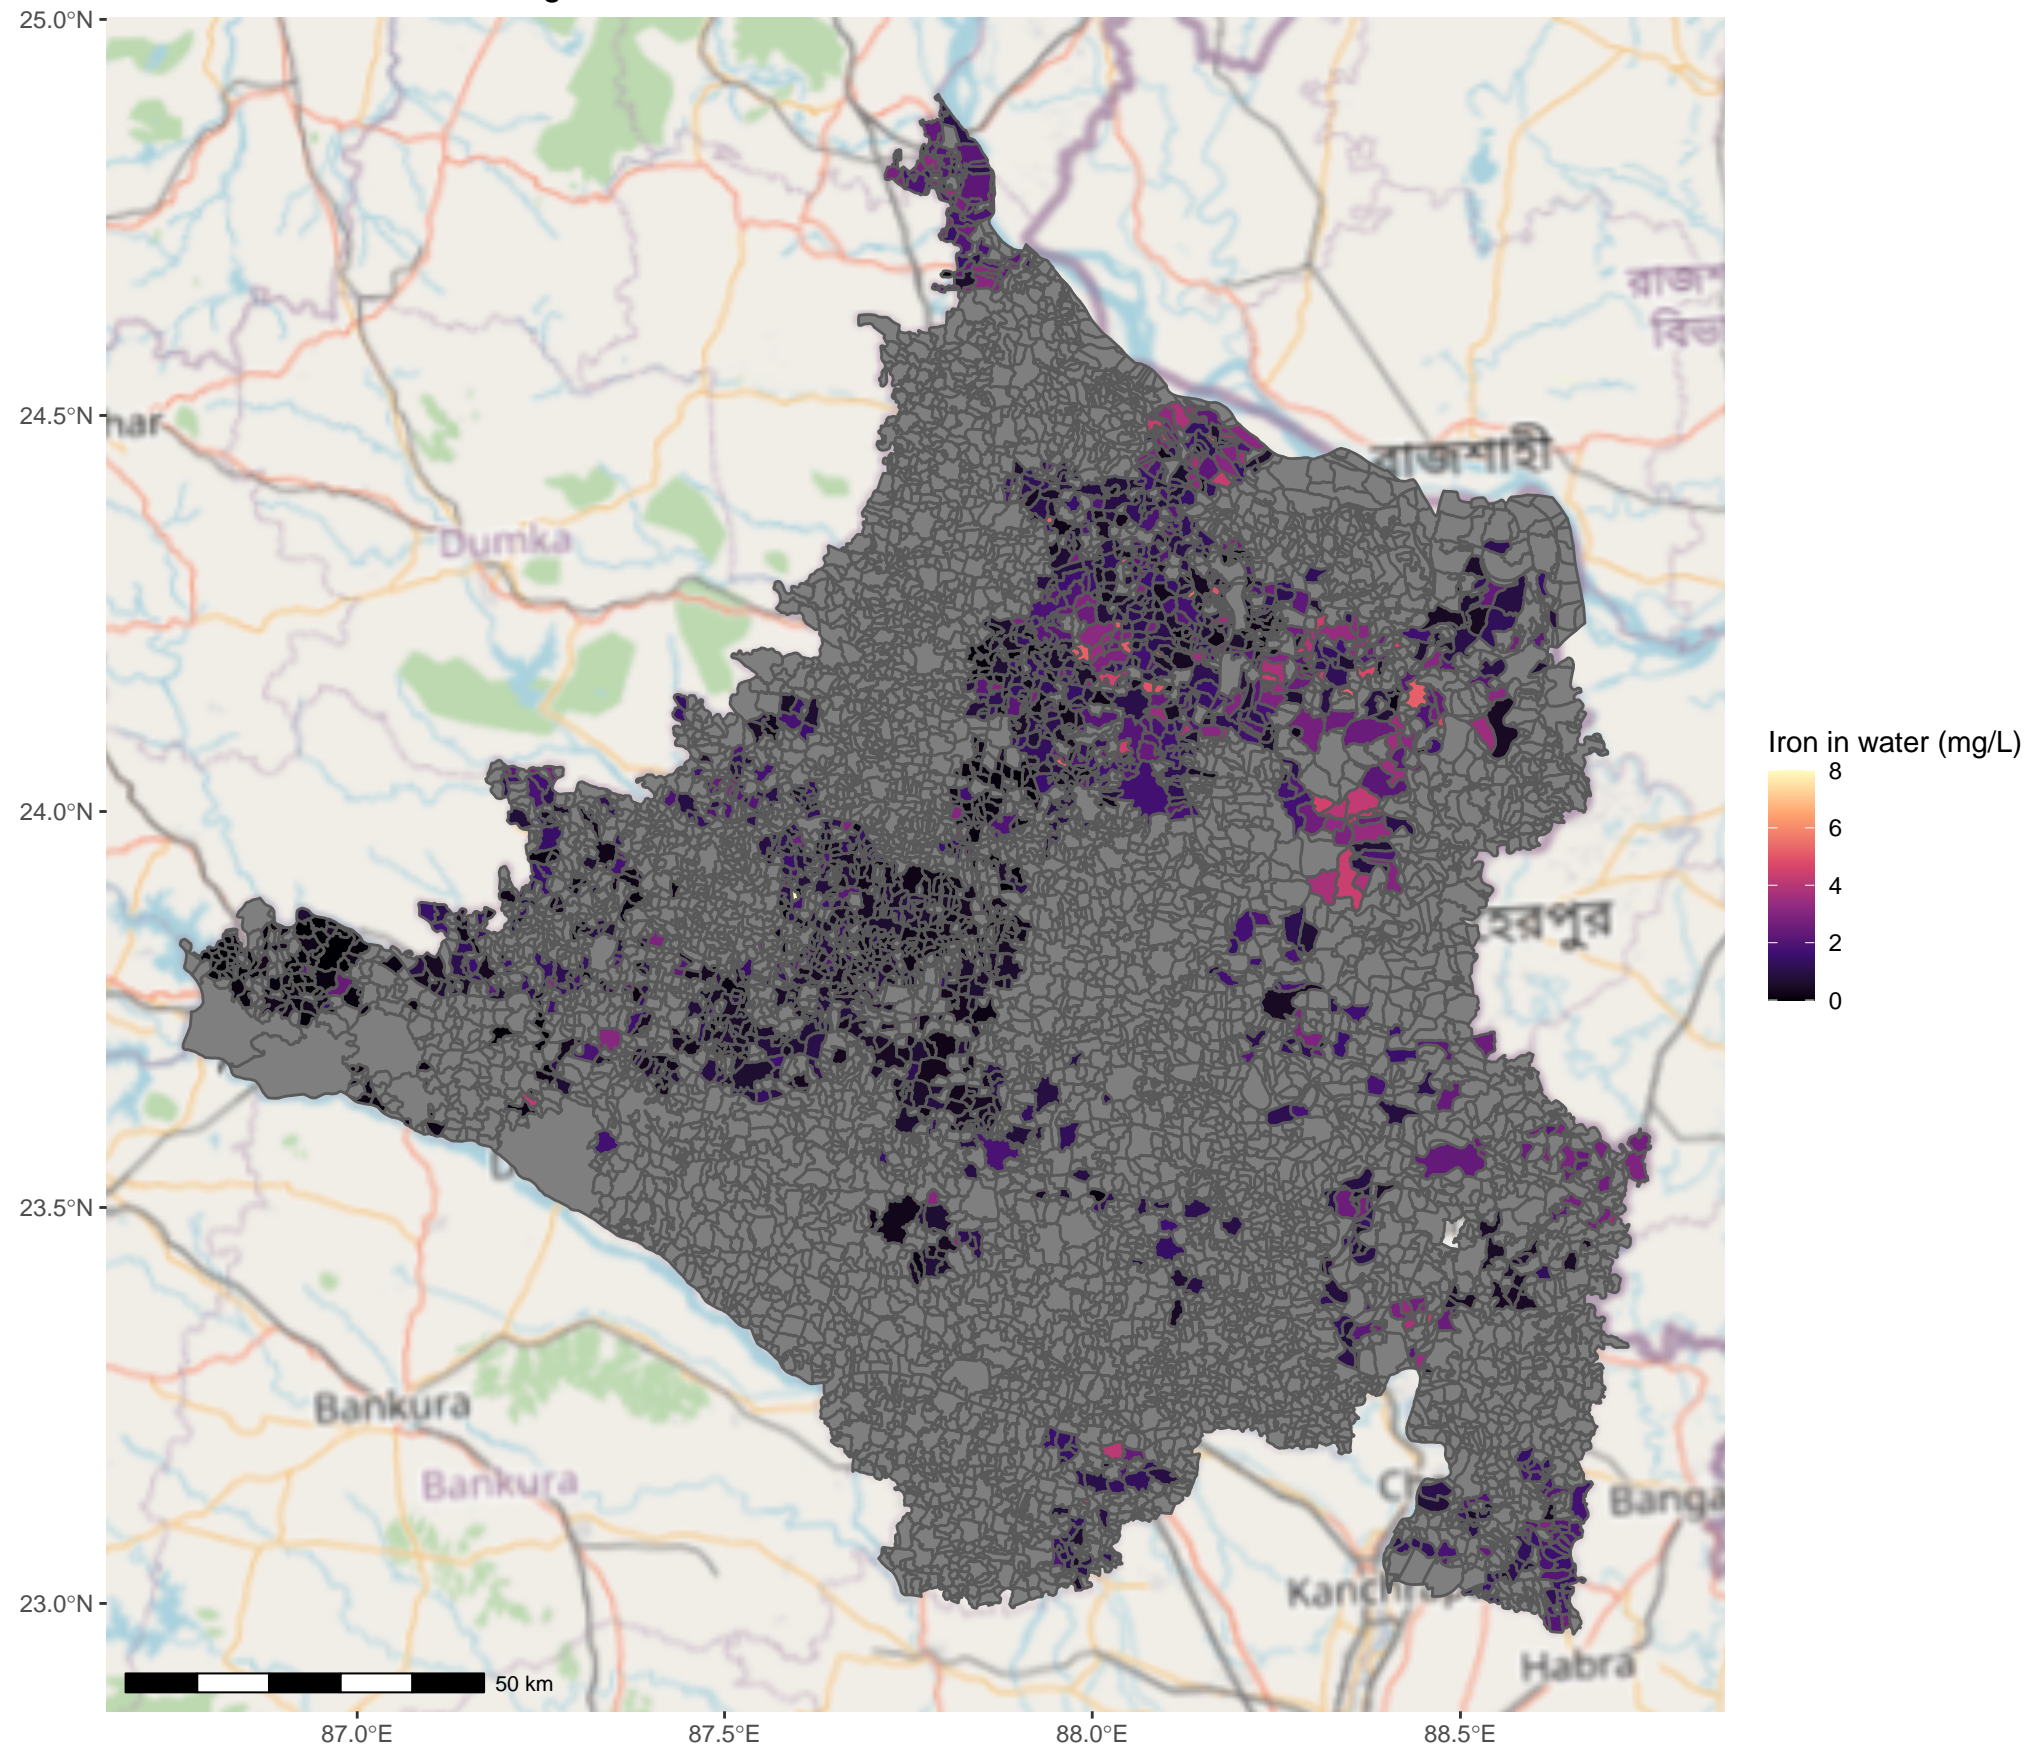 25.0°N
24.5°N
24.0°N
23.5°N
23.0°N
87.0°E
87.5°E
88.0°E
88.5°E
রাজশাহী
Dumka
Bankura
Bankura
Habra
50 km
Iron in water (mg/L)
8
6
4
2
0